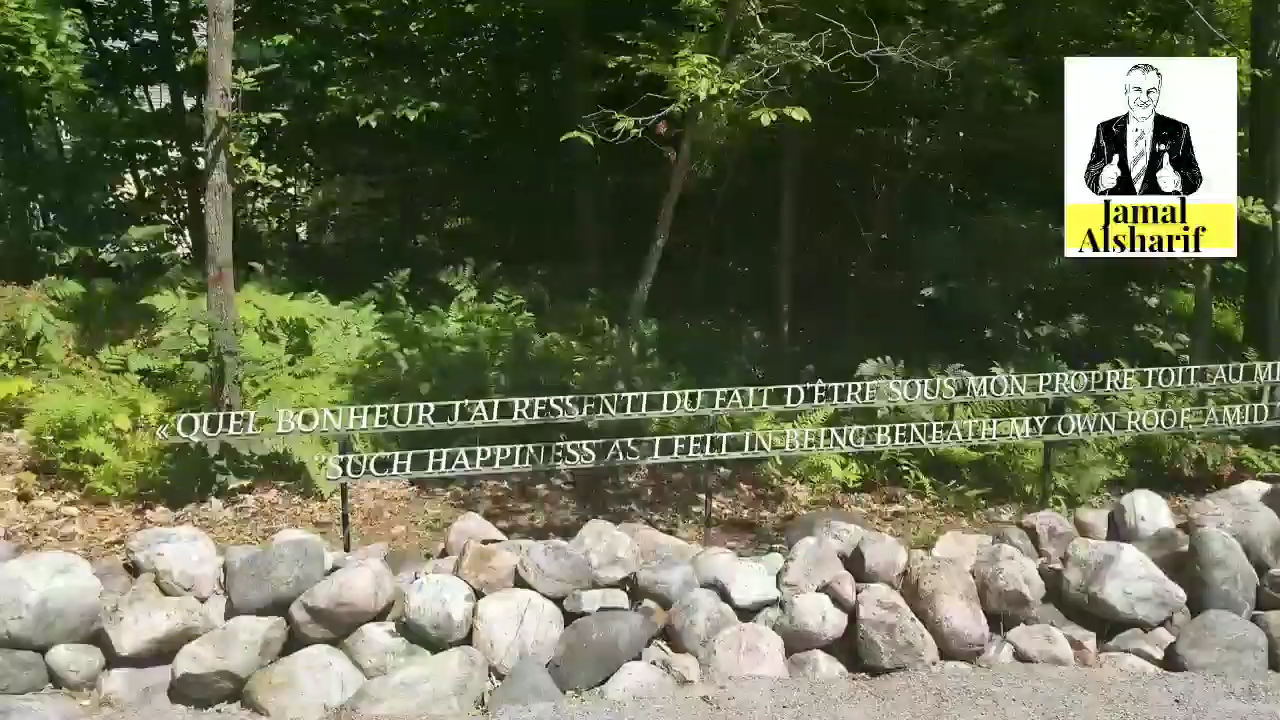 « QUEL BONHEUR J'AI RESSENTI DU FAIT D'ÊTRE SOUS MON PROPRE TOIT, AU
"SUCH HAPPINESS AS I FELT IN BEING BENEATH MY OWN ROOF, AMID
Jamal
Alsharif